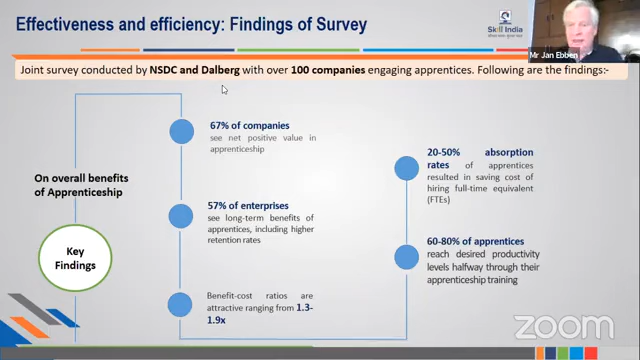 Effectiveness and efficiency: Findings of Survey
Skill India
Mr Jan Ebben
Joint survey conducted by NSDC and Dalberg with over 100 companies engaging apprentices. Following are the findings:-
On overall benefits
of Apprenticeship
Key
Findings
67% of companies
see net positive value in
apprenticeship
57% of enterprises
see long-term benefits of
apprentices, including higher
retention rates
Benefit-cost ratios are
attractive ranging from 1.3-
1.9x
20-50% absorption
rates of apprentices
resulted in saving cost of
hiring full-time equivalent
(FTEs)
60-80% of apprentices
reach desired productivity
levels halfway through their
apprenticeship training
zoom